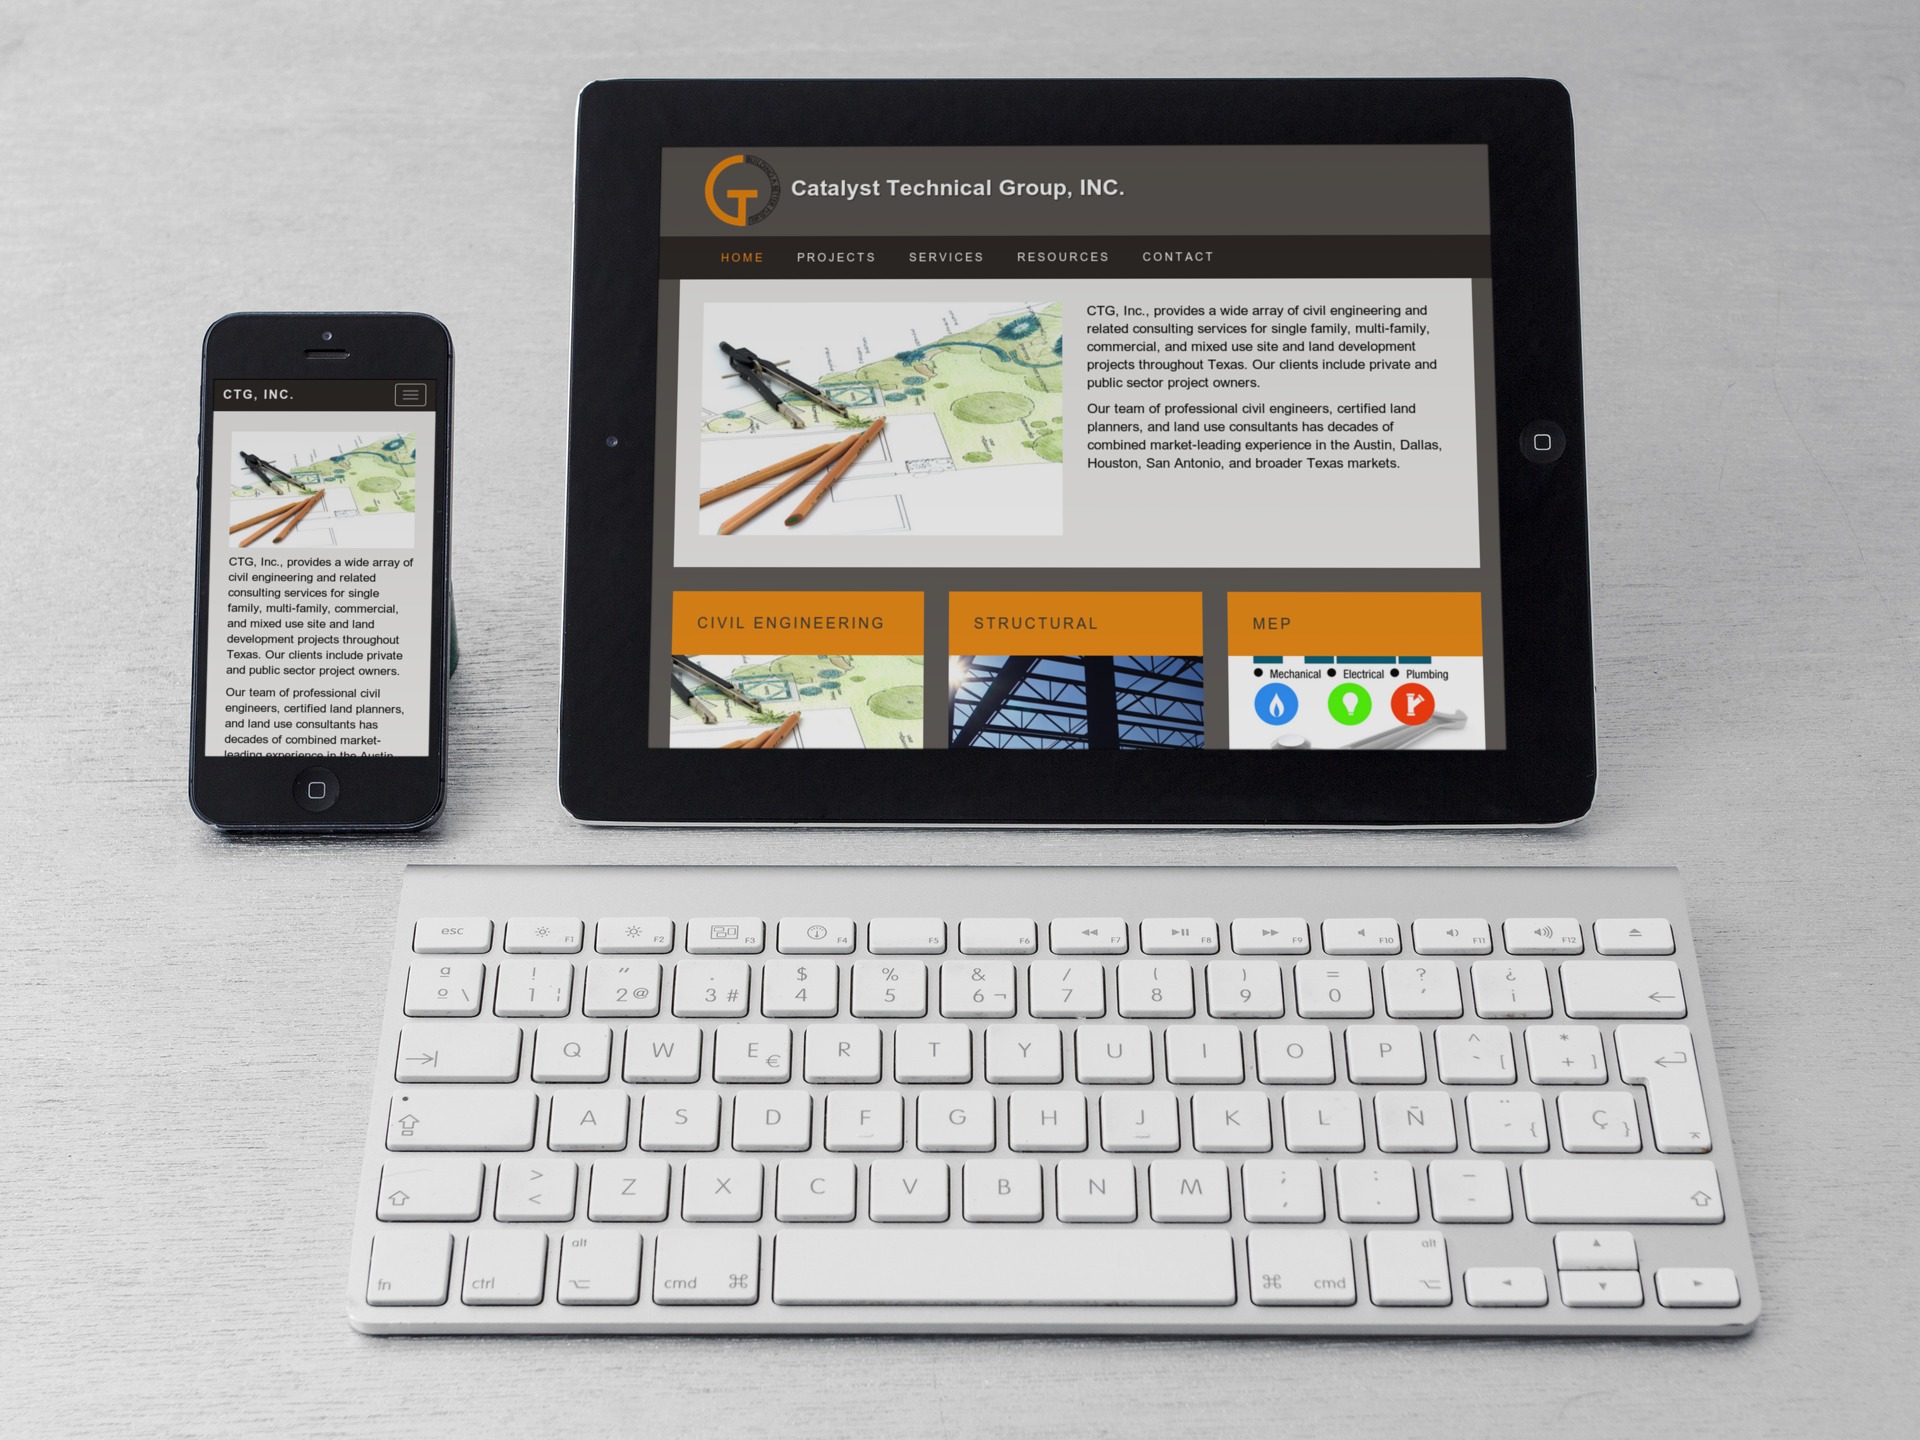 Catalyst Technical Group, INC.
HOME PROJECTS SERVICES RESOURCES CONTACT
CTG, Inc., provides a wide array of civil engineering and
related consulting services for single family, multi-family,
commercial, and mixed use site and land development
projects throughout Texas. Our clients include private and
public sector project owners.
Our team of professional civil engineers, certified land
planners, and land use consultants has decades of
combined market-leading experience in the Austin, Dallas,
Houston, San Antonio, and broader Texas markets.
CIVIL ENGINEERING
STRUCTURAL
MEP
• Mechanical • Electrical • Plumbing
CTG, INC.
CTG, Inc., provides a wide array of
civil engineering and related
consulting services for single
family, multi-family, commercial,
and mixed use site and land
development projects throughout
Texas. Our clients include private
and public sector project owners.
Our team of professional civil
engineers, certified land planners,
and land use consultants has
decades of combined market-
leading experience in the Austin,
esc F1 F2 F3 F4 F5 F6 F7 F8 F9 F10 F11 F12
ª ! " · $ % & / ( ) = ? ¿
º \ 1 ¦ 2 @ 3 # 4 5 6 ¬ 7 8 9 0 ' ¡
Q W E € R T Y U I O P ^ ` [ * + ]
A S D F G H J K L Ñ ¨ ´ { Ç }
> < Z X C V B N M ; , : . _ -
fn ctrl alt cmd ⌘ ⌘ cmd alt